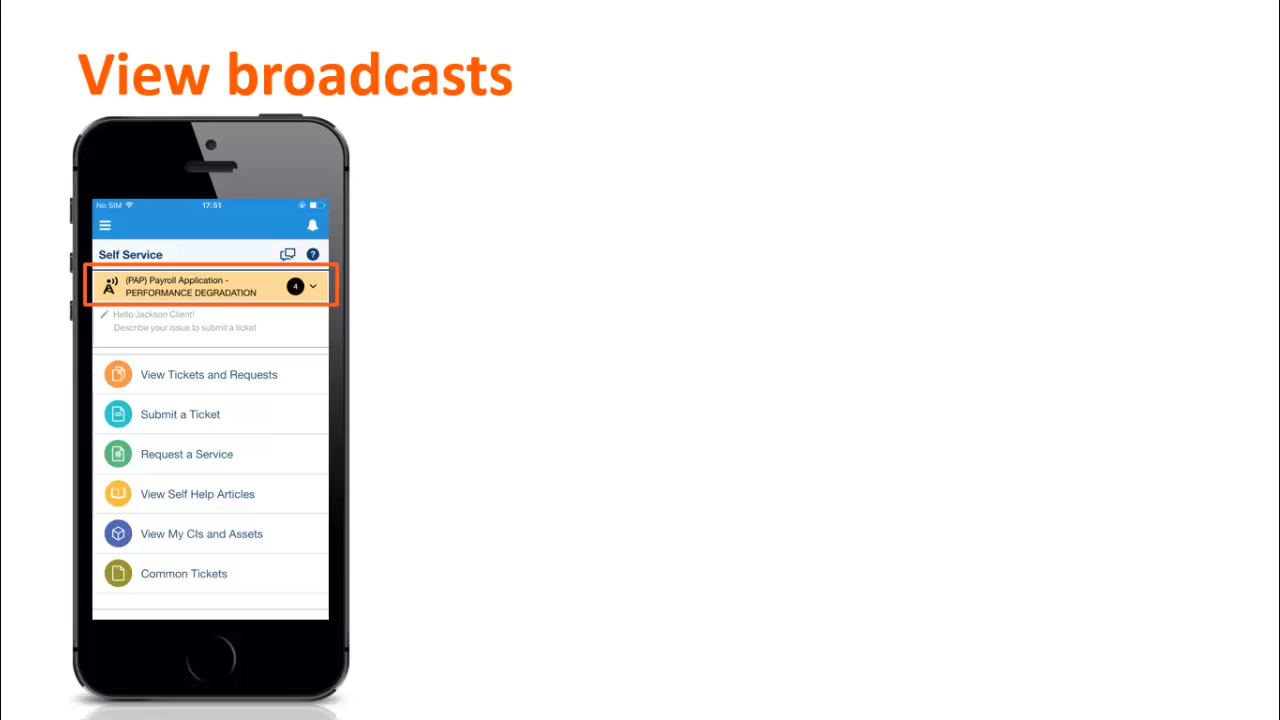 View broadcasts
No SIM 17:51
Self Service ?
(PAP) Payroll Application -
PERFORMANCE DEGRADATION
4
Hello Jackson Client!
Describe your issue to submit a ticket
View Tickets and Requests
Submit a Ticket
Request a Service
View Self Help Articles
View My CIs and Assets
Common Tickets